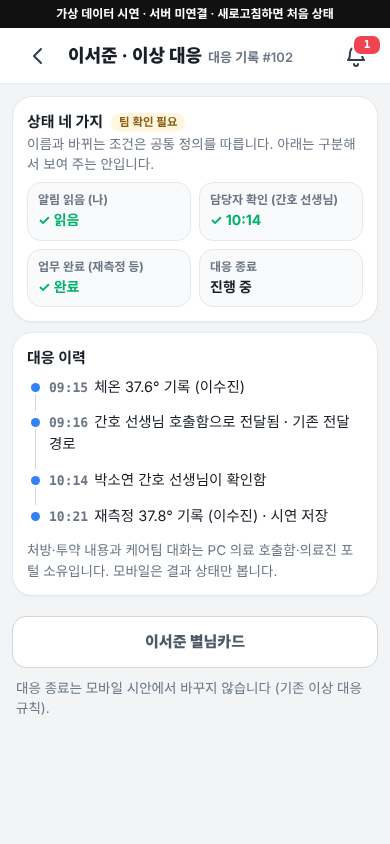 가상 데이터 시연 · 서버 미연결 · 새로고침하면 처음 상태
이서준 · 이상 대응 대응 기록 #102
1
상태 네 가지 팀 확인 필요
이름과 바뀌는 조건은 공통 정의를 따릅니다. 아래는 구분해
서 보여 주는 안입니다.
알림 읽음 (나)
✓ 읽음
담당자 확인 (간호 선생님)
✓ 10:14
업무 완료 (재측정 등)
✓ 완료
대응 종료
진행 중
대응 이력
09:15 체온 37.6° 기록 (이수진)
09:16 간호 선생님 호출함으로 전달됨 · 기존 전달
경로
10:14 박소연 간호 선생님이 확인함
10:21 재측정 37.8° 기록 (이수진) · 시연 저장
처방·투약 내용과 케어팀 대화는 PC 의료 호출함·의료진 포
털 소유입니다. 모바일은 결과 상태만 봅니다.
이서준 별님카드
대응 종료는 모바일 시안에서 바꾸지 않습니다 (기존 이상 대응
규칙).